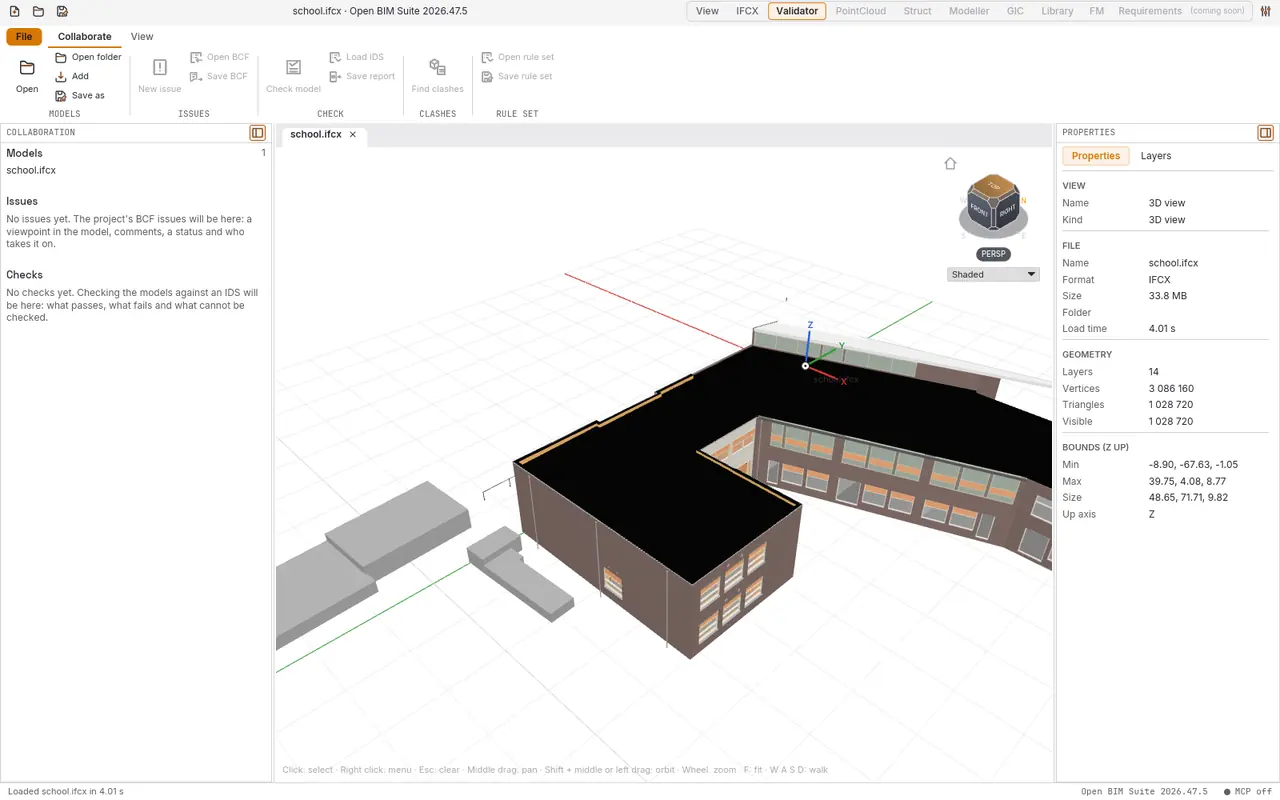 school.ifcx · Open BIM Suite 2026.47.5
View IFCX Validator PointCloud Struct Modeller GIC Library FM Requirements (coming soon)
File Collaborate View
Open
Open folder
Add
Save as
MODELS
New issue
Open BCF
Save BCF
ISSUES
Check model
Load IDS
Save report
CHECK
Find clashes
CLASHES
Open rule set
Save rule set
RULE SET
COLLABORATION
Models 1
school.ifcx
Issues
No issues yet. The project's BCF issues will be here: a
viewpoint in the model, comments, a status and who
takes it on.
Checks
No checks yet. Checking the models against an IDS will
be here: what passes, what fails and what cannot be
checked.
school.ifcx
TOP
FRONT
RIGHT
W
N
S
E
PERSP
Shaded
Z
Y
X
school.ifcx
Click: select · Right click: menu · Esc: clear · Middle drag: pan · Shift + middle or left drag: orbit · Wheel: zoom · F: fit · W A S D: walk
PROPERTIES
Properties Layers
VIEW
Name 3D view
Kind 3D view
FILE
Name school.ifcx
Format IFCX
Size 33.8 MB
Folder
Load time 4.01 s
GEOMETRY
Layers 14
Vertices 3 086 160
Triangles 1 028 720
Visible 1 028 720
BOUNDS (Z UP)
Min -8.90, -67.63, -1.05
Max 39.75, 4.08, 8.77
Size 48.65, 71.71, 9.82
Up axis Z
Loaded school.ifcx in 4.01 s
Open BIM Suite 2026.47.5 MCP off